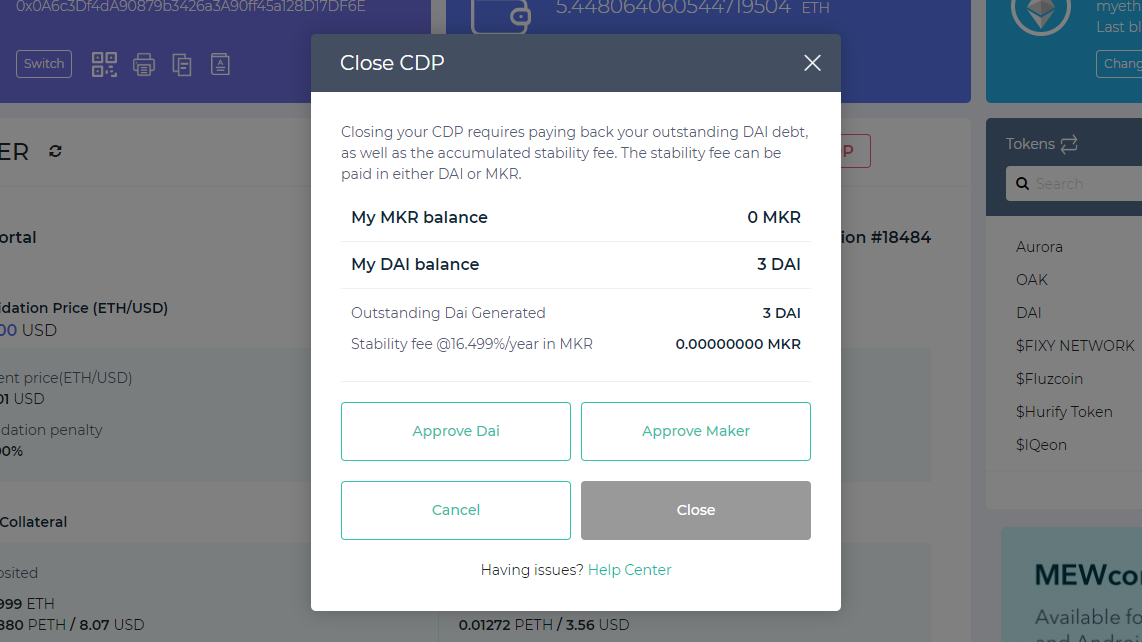 0x0A6c3Df4dA90879b3426a3A90ff45a128D17DF6E
5.448064060544719504 ETH
myeth
Last bl
Switch
Chang
Close CDP
Closing your CDP requires paying back your outstanding DAI debt,
as well as the accumulated stability fee. The stability fee can be
paid in either DAI or MKR.
My MKR balance 0 MKR
My DAI balance 3 DAI
Outstanding Dai Generated 3 DAI
Stability fee @16.499%/year in MKR 0.00000000 MKR
Approve Dai Approve Maker
Cancel Close
Having issues? Help Center
ER
P
ortal
ion #18484
idation Price (ETH/USD)
00 USD
ent price(ETH/USD)
01 USD
dation penalty
00%
Collateral
osited
999 ETH
880 PETH / 8.07 USD
0.01272 PETH / 3.56 USD
Tokens
Search
Aurora
OAK
DAI
$FIXY NETWORK
$Fluzcoin
$Hurify Token
$IQeon
MEWcon
Available fo
and Androi